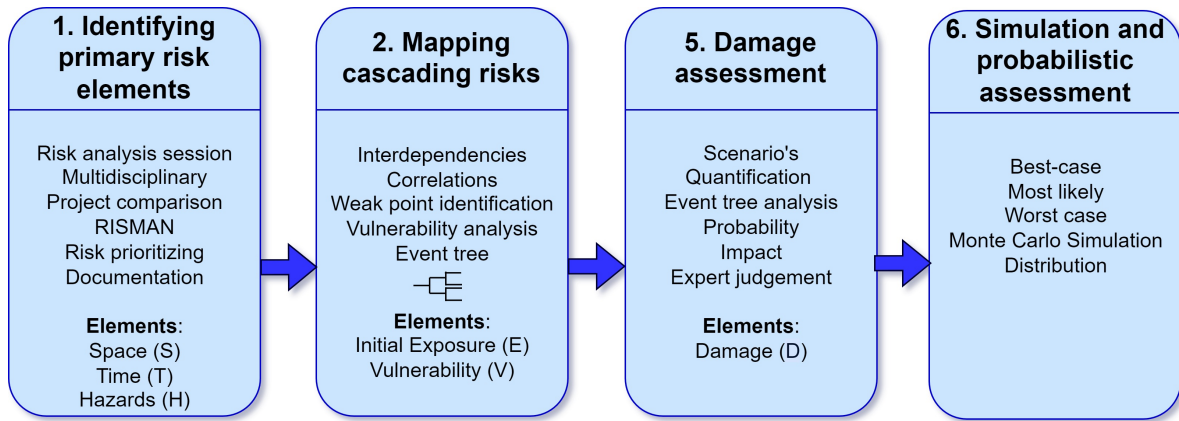 1. Identifying
primary risk
elements
Risk analysis session
Multidisciplinary
Project comparison
RISMAN
Risk prioritizing
Documentation
Elements:
Space (S)
Time (T)
Hazards (H)
2. Mapping
cascading risks
Interdependencies
Correlations
Weak point identification
Vulnerability analysis
Event tree
Elements:
Initial Exposure (E)
Vulnerability (V)
5. Damage
assessment
Scenario's
Quantification
Event tree analysis
Probability
Impact
Expert judgement
Elements:
Damage (D)
6. Simulation and
probabilistic
assessment
Best-case
Most likely
Worst case
Monte Carlo Simulation
Distribution